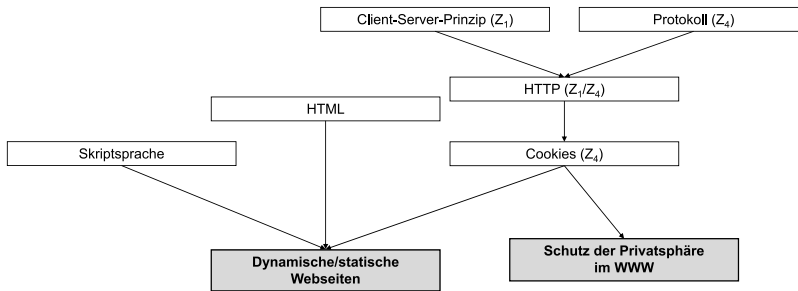 Client-Server-Prinzip (Z₁)
Protokoll (Z₄)
HTTP (Z₁/Z₄)
HTML
Skriptsprache
Cookies (Z₄)
Dynamische/statische
Webseiten
Schutz der Privatsphäre
im WWW